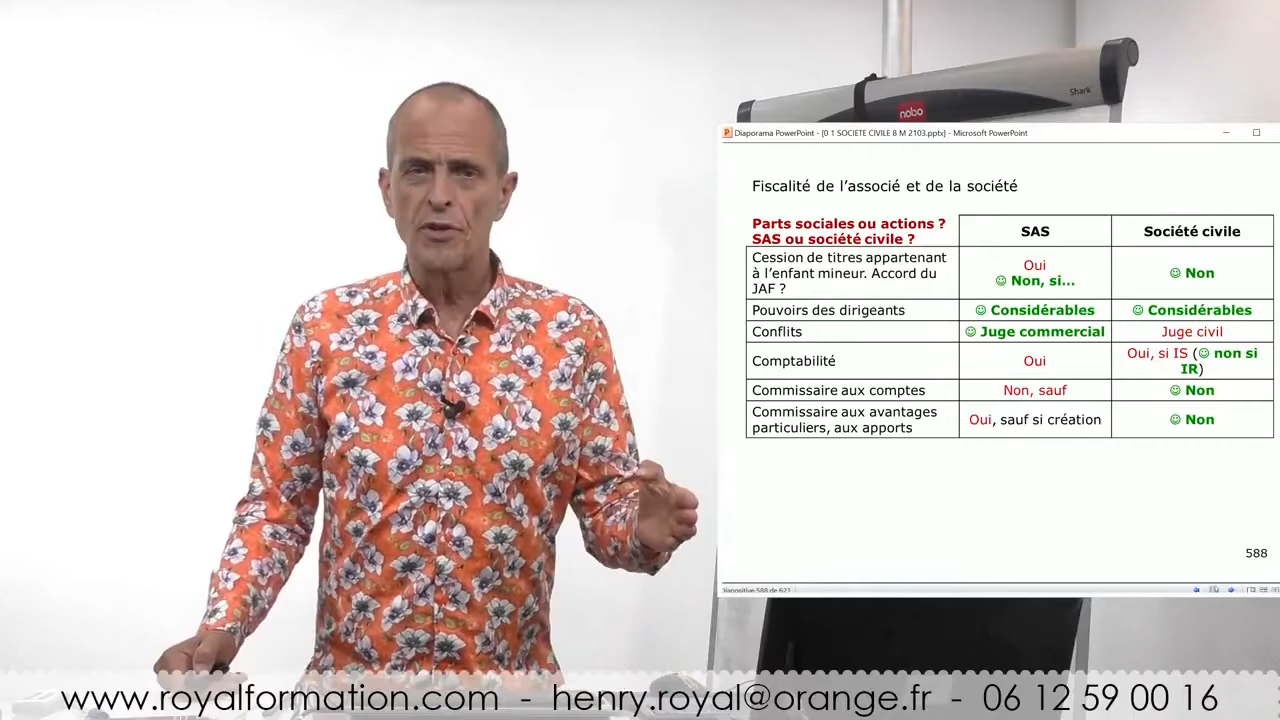 Shark
nobo
Diaporama PowerPoint - [0 1 SOCIETE CIVILE 8 M 2103.pptx] - Microsoft PowerPoint
Fiscalité de l'associé et de la société
Parts sociales ou actions ?
SAS ou société civile ?
SAS
Société civile
Cession de titres appartenant
à l'enfant mineur. Accord du
JAF ?
Oui
☺ Non, si...
☺ Non
Pouvoirs des dirigeants
☺ Considérables
☺ Considérables
Conflits
☺ Juge commercial
Juge civil
Comptabilité
Oui
Oui, si IS (☺ non si
IR)
Commissaire aux comptes
Non, sauf
☺ Non
Commissaire aux avantages
particuliers, aux apports
Oui, sauf si création
☺ Non
588
Diapositive 588 de 621
www.royalformation.com - henry.royal@orange.fr - 06 12 59 00 16